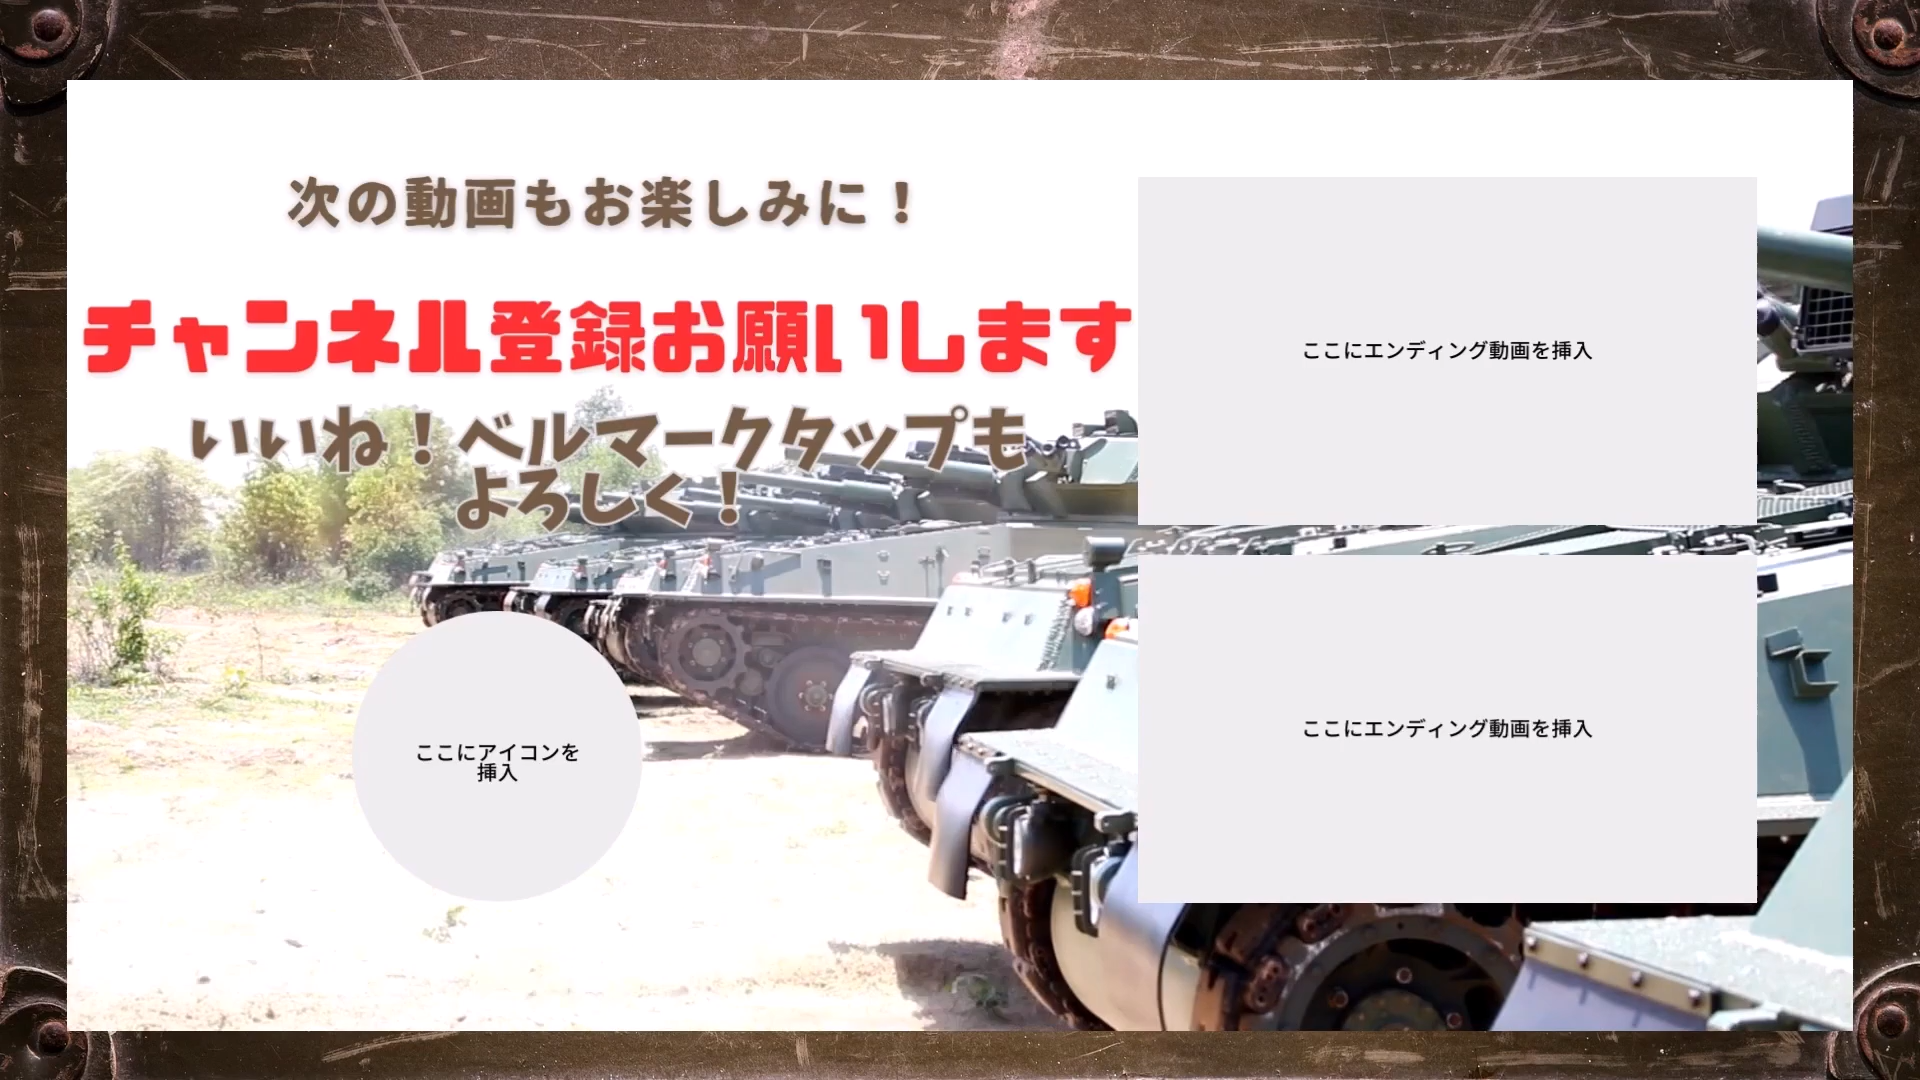 次の動画もお楽しみに！
チャンネル登録お願いします
いいね！ベルマークタップも
よろしく！
ここにエンディング動画を挿入
ここにエンディング動画を挿入
ここにアイコンを
挿入